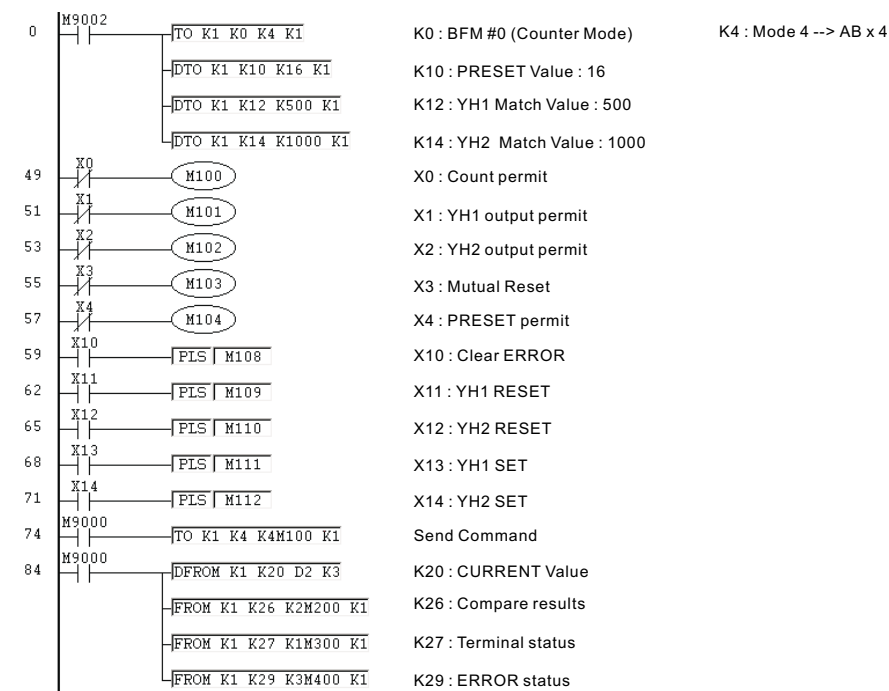 M9002
0 TO K1 K0 K4 K1 K0 : BFM #0 (Counter Mode) K4 : Mode 4 --> AB x 4
DTO K1 K10 K16 K1 K10 : PRESET Value : 16
DTO K1 K12 K500 K1 K12 : YH1 Match Value : 500
DTO K1 K14 K1000 K1 K14 : YH2 Match Value : 1000
X0
49 M100 X0 : Count permit
X1
51 M101 X1 : YH1 output permit
X2
53 M102 X2 : YH2 output permit
X3
55 M103 X3 : Mutual Reset
X4
57 M104 X4 : PRESET permit
X10
59 PLS M108 X10 : Clear ERROR
X11
62 PLS M109 X11 : YH1 RESET
X12
65 PLS M110 X12 : YH2 RESET
X13
68 PLS M111 X13 : YH1 SET
X14
71 PLS M112 X14 : YH2 SET
M9000
74 TO K1 K4 K4M100 K1 Send Command
M9000
84 DFROM K1 K20 D2 K3 K20 : CURRENT Value
FROM K1 K26 K2M200 K1 K26 : Compare results
FROM K1 K27 K1M300 K1 K27 : Terminal status
FROM K1 K29 K3M400 K1 K29 : ERROR status